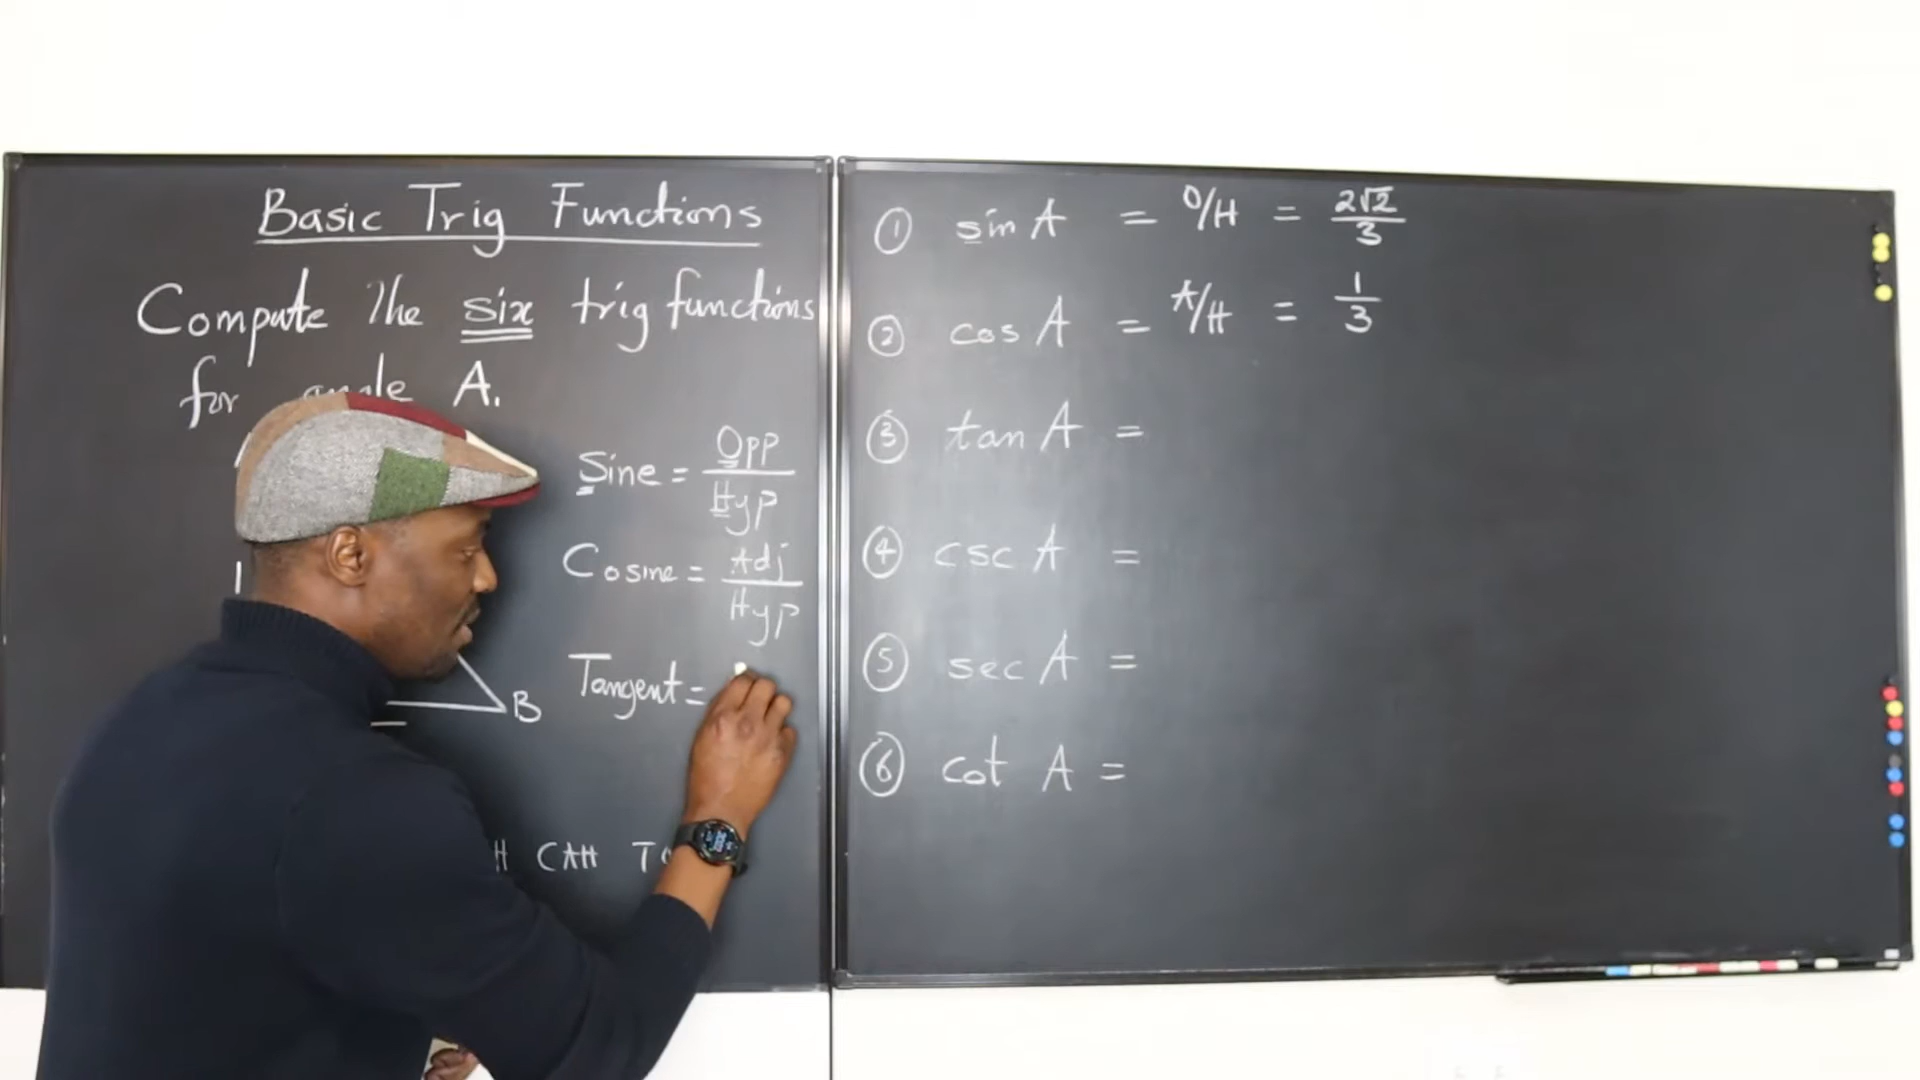 Basic Trig Functions
Compute the six trig functions
for angle A.
Sine = Opp/Hyp
Cosine = Adj/Hyp
Tangent =
B
CAH
① sin A = O/H = 2√2/3
② cos A = A/H = 1/3
③ tan A =
④ csc A =
⑤ sec A =
⑥ cot A =